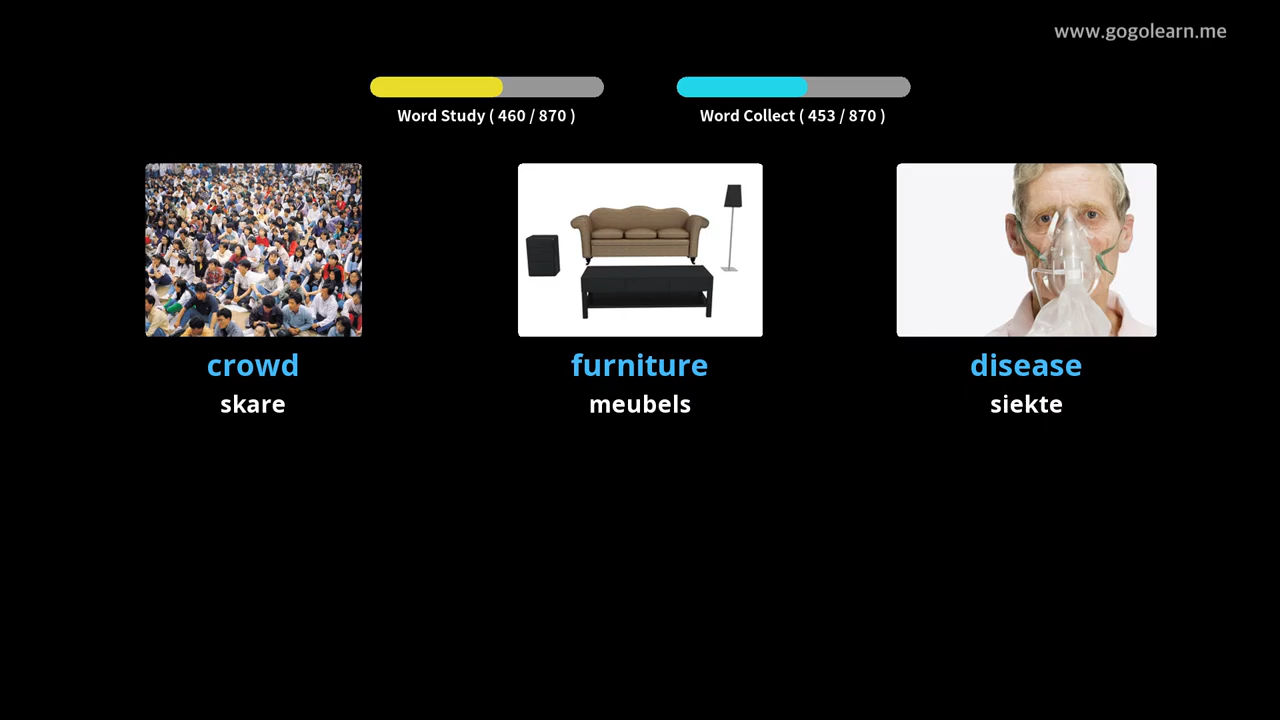 www.gogolearn.me
Word Study ( 460 / 870 )
Word Collect ( 453 / 870 )
crowd
furniture
disease
skare
meubels
siekte